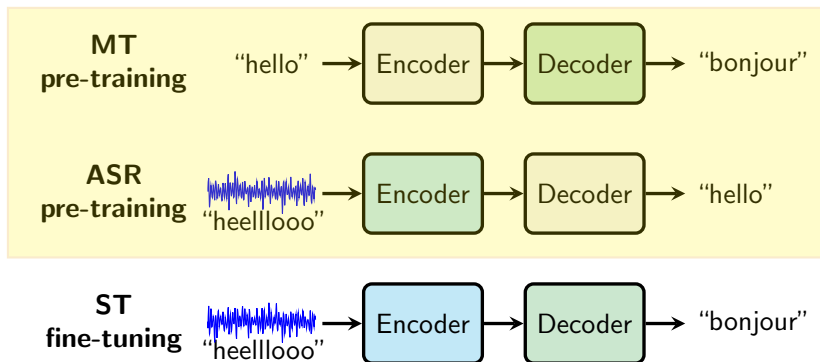 MT
pre-training
“hello”
Encoder
Decoder
“bonjour”
ASR
pre-training
“heelllooo”
Encoder
Decoder
“hello”
ST
fine-tuning
“heelllooo”
Encoder
Decoder
“bonjour”